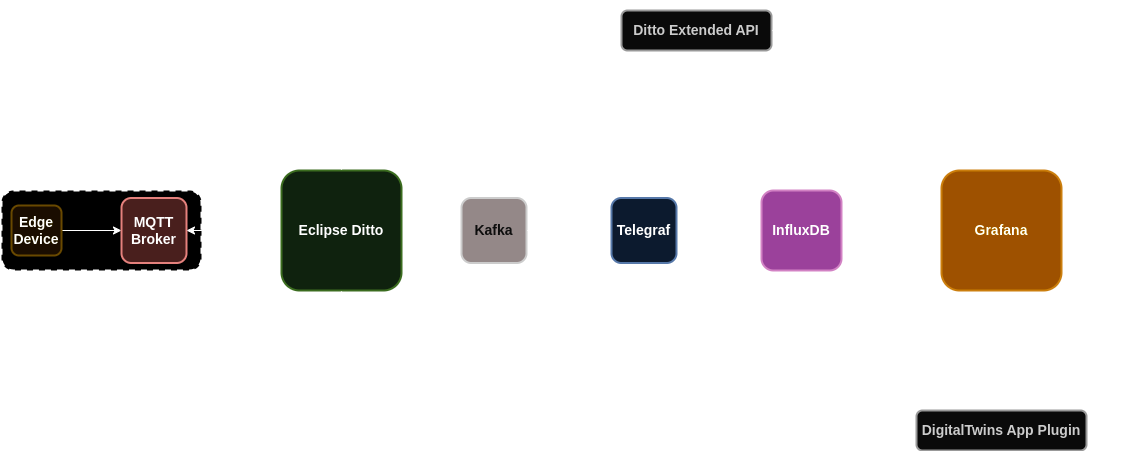 Ditto Extended API
Edge
Device
MQTT
Broker
Eclipse Ditto
Kafka
Telegraf
InfluxDB
Grafana
DigitalTwins App Plugin